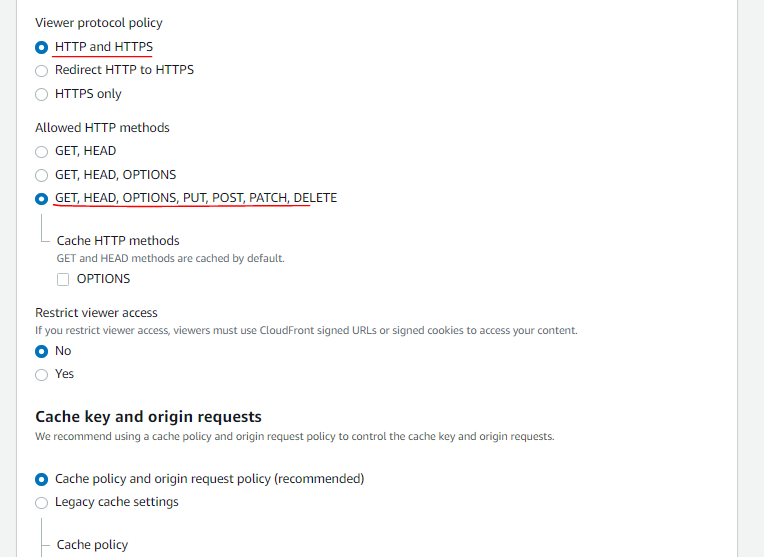 Viewer protocol policy
HTTP and HTTPS
Redirect HTTP to HTTPS
HTTPS only
Allowed HTTP methods
GET, HEAD
GET, HEAD, OPTIONS
GET, HEAD, OPTIONS, PUT, POST, PATCH, DELETE
Cache HTTP methods
GET and HEAD methods are cached by default.
OPTIONS
Restrict viewer access
If you restrict viewer access, viewers must use CloudFront signed URLs or signed cookies to access your content.
No
Yes
Cache key and origin requests
We recommend using a cache policy and origin request policy to control the cache key and origin requests.
Cache policy and origin request policy (recommended)
Legacy cache settings
Cache policy